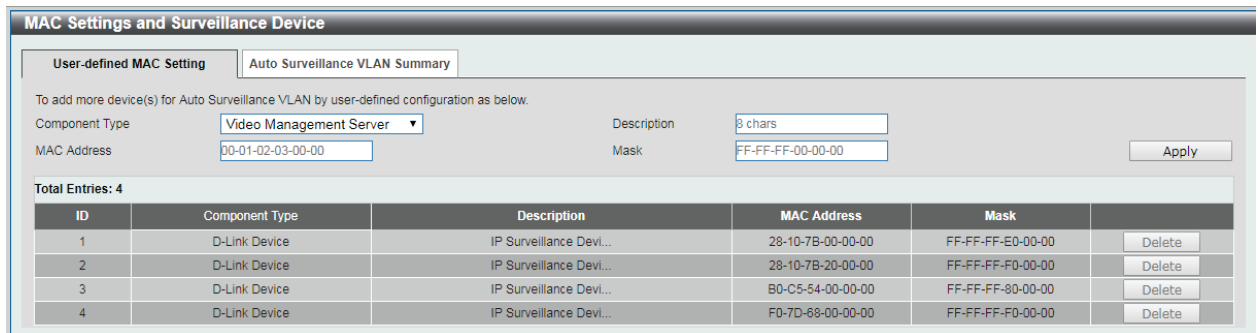 MAC Settings and Surveillance Device
User-defined MAC Setting Auto Surveillance VLAN Summary
To add more device(s) for Auto Surveillance VLAN by user-defined configuration as below.
Component Type Video Management Server Description 8 chars
MAC Address 00-01-02-03-00-00 Mask FF-FF-FF-00-00-00 Apply
Total Entries: 4
ID Component Type Description MAC Address Mask
1 D-Link Device IP Surveillance Devi... 28-10-7B-00-00-00 FF-FF-FF-E0-00-00 Delete
2 D-Link Device IP Surveillance Devi... 28-10-7B-20-00-00 FF-FF-FF-F0-00-00 Delete
3 D-Link Device IP Surveillance Devi... B0-C5-54-00-00-00 FF-FF-FF-80-00-00 Delete
4 D-Link Device IP Surveillance Devi... F0-7D-68-00-00-00 FF-FF-FF-F0-00-00 Delete